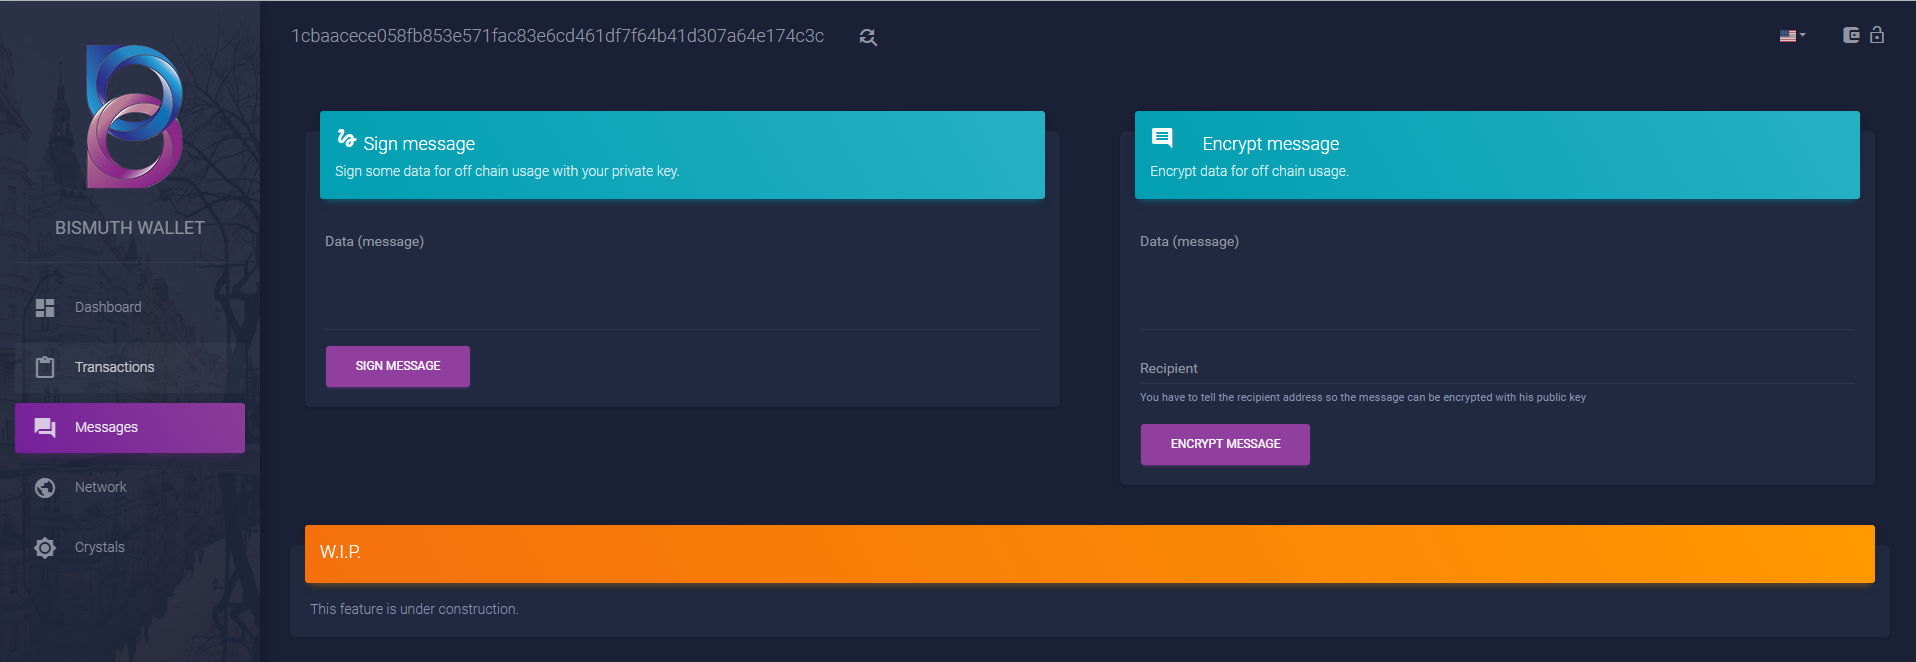 1cbaacece058fb853e571fac83e6cd461df7f64b41d307a64e174c3c
BISMUTH WALLET
Dashboard
Transactions
Messages
Network
Crystals
Sign message
Sign some data for off chain usage with your private key.
Data (message)
SIGN MESSAGE
Encrypt message
Encrypt data for off chain usage.
Data (message)
Recipient
You have to tell the recipient address so the message can be encrypted with his public key
ENCRYPT MESSAGE
W.I.P.
This feature is under construction.